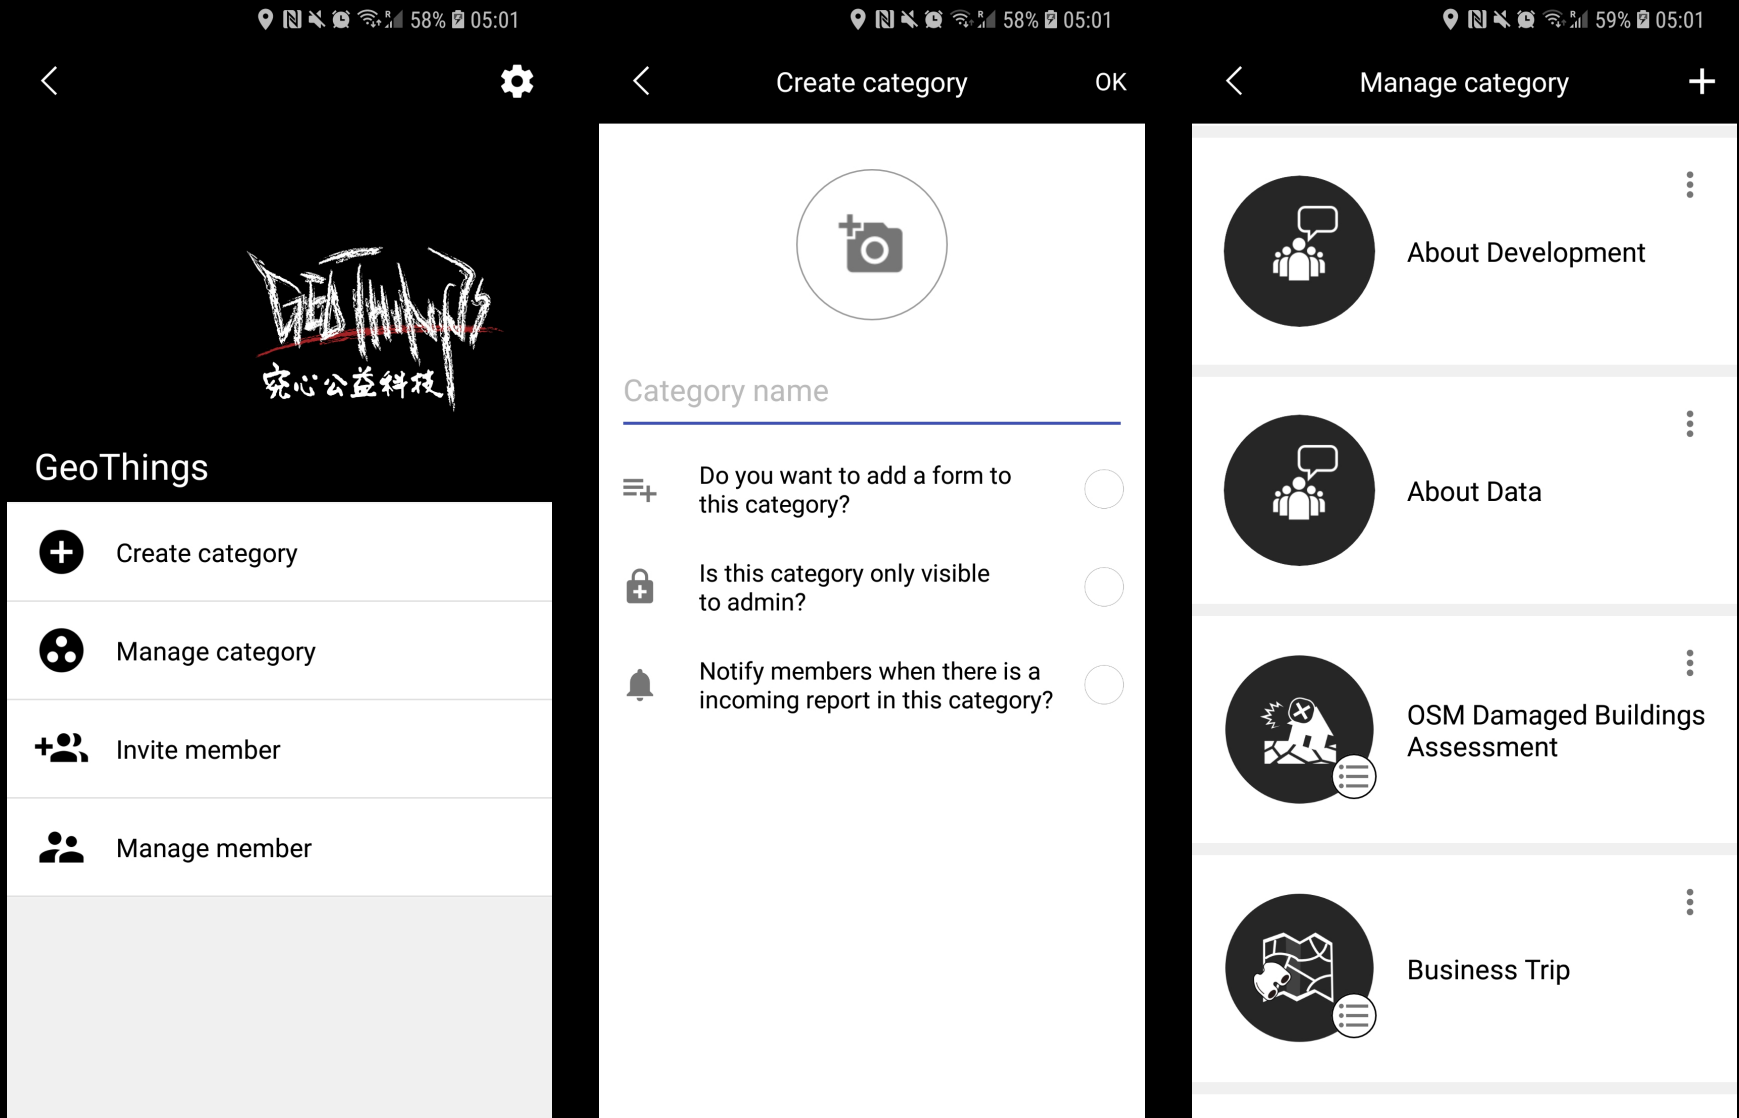 58% 05:01
GEOTHINGS
究心公益科技
GeoThings
Create category
Manage category
Invite member
Manage member
58% 05:01
Create category OK
Category name
Do you want to add a form to
this category?
Is this category only visible
to admin?
Notify members when there is a
incoming report in this category?
59% 05:01
Manage category
About Development
About Data
OSM Damaged Buildings
Assessment
Business Trip